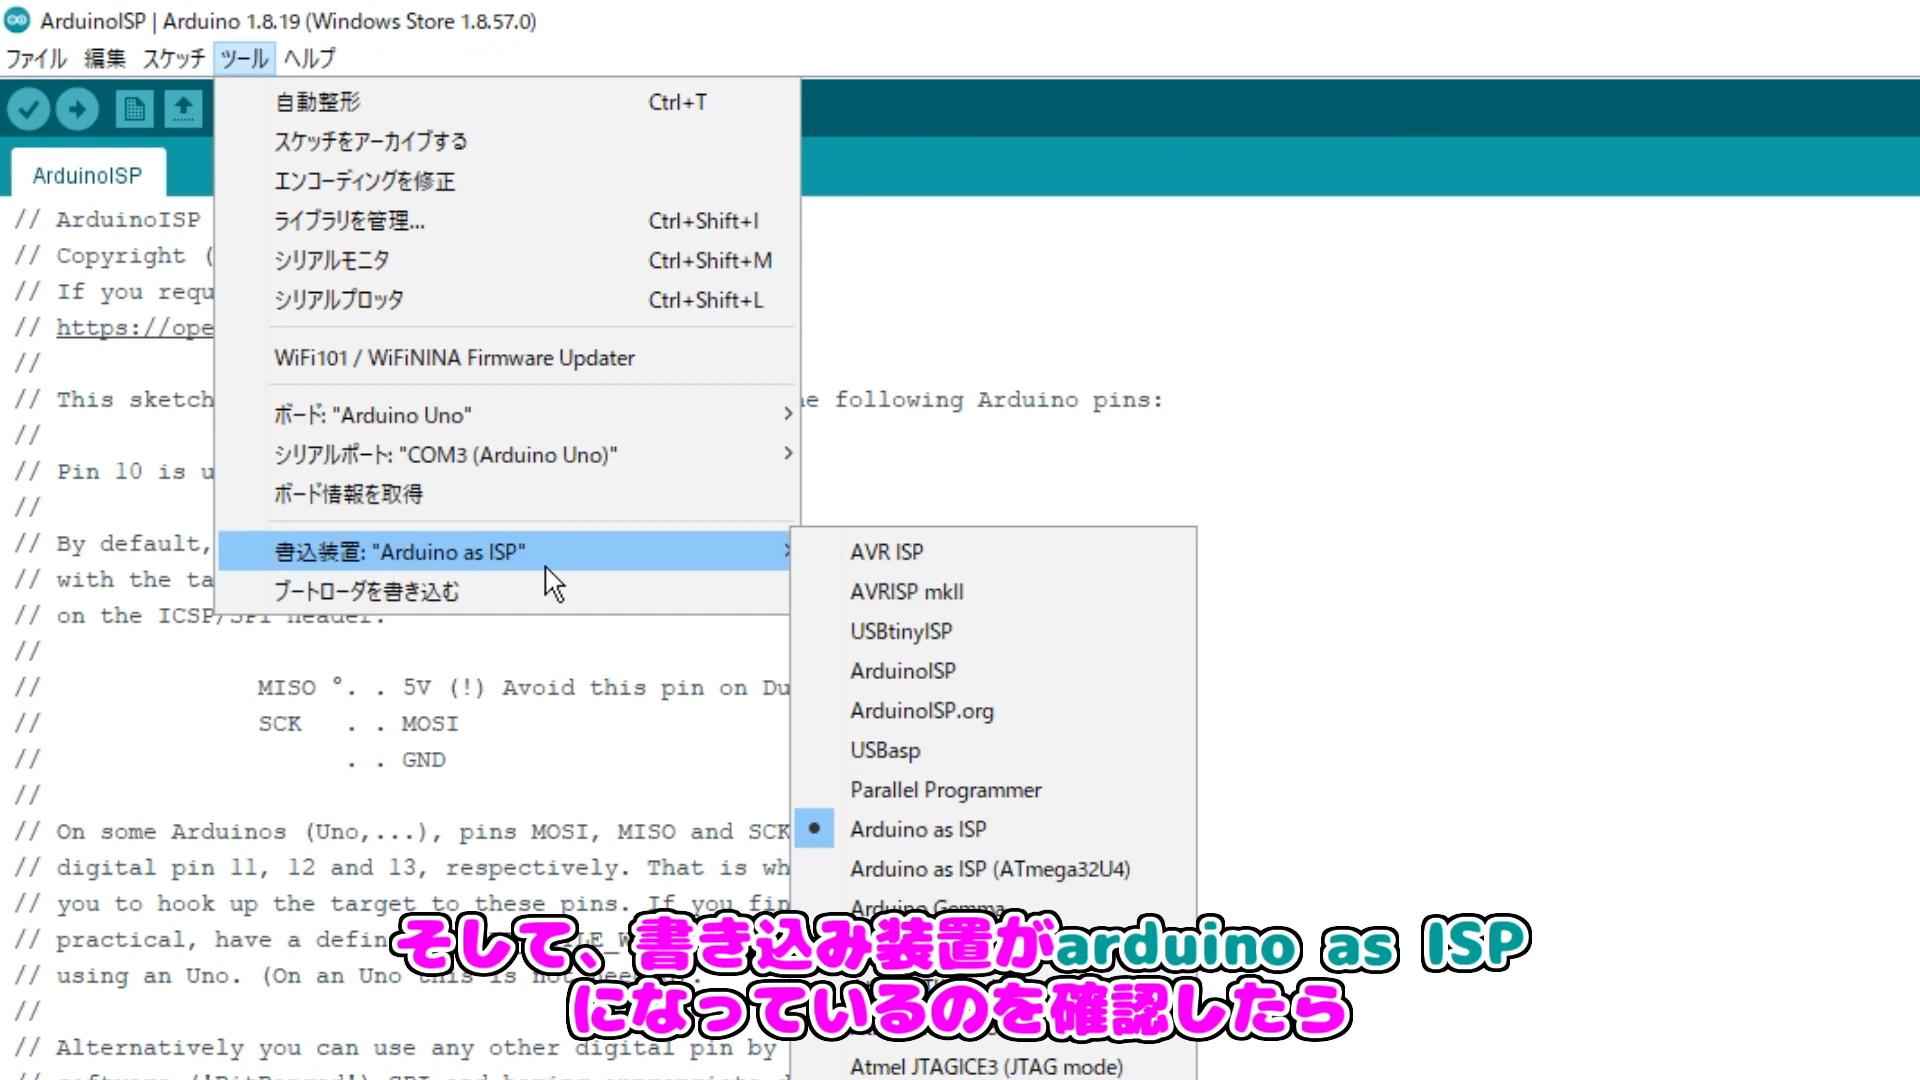 ArduinoISP | Arduino 1.8.19 (Windows Store 1.8.57.0)
ファイル 編集 スケッチ ツール ヘルプ
自動整形 Ctrl+T
スケッチをアーカイブする
エンコーディングを修正
ライブラリを管理... Ctrl+Shift+I
シリアルモニタ Ctrl+Shift+M
シリアルプロッタ Ctrl+Shift+L
WiFi101 / WiFiNINA Firmware Updater
ボード: "Arduino Uno"
シリアルポート: "COM3 (Arduino Uno)"
ボード情報を取得
書込装置: "Arduino as ISP"
ブートローダを書き込む
AVR ISP
AVRISP mkII
USBtinyISP
ArduinoISP
ArduinoISP.org
USBasp
Parallel Programmer
Arduino as ISP
Arduino as ISP (ATmega32U4)
Arduino Gemma
Atmel JTAGICE3 (JTAG mode)
ArduinoISP
// ArduinoISP
// Copyright (
// If you requ
// https://ope
//
// This sketch he following Arduino pins:
//
// Pin 10 is u
//
// By default,
// with the ta
// on the ICSP/SPI header:
//
// MISO °. . 5V (!) Avoid this pin on Du
// SCK . . MOSI
// . . GND
//
// On some Arduinos (Uno,...), pins MOSI, MISO and SCK
// digital pin 11, 12 and 13, respectively. That is wh
// you to hook up the target to these pins. If you fin
// practical, have a defin
// using an Uno. (On an Uno this is not
//
// Alternatively you can use any other digital pin by
そして、書き込み装置がarduino as ISP
になっているのを確認したら